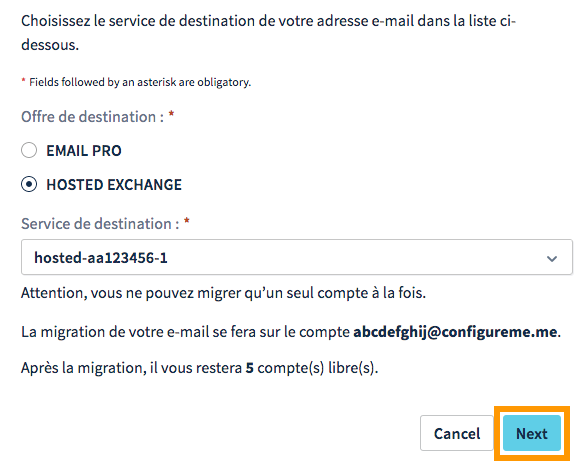 Choisissez le service de destination de votre adresse e-mail dans la liste ci-
dessous.
* Fields followed by an asterisk are obligatory.
Offre de destination : *
EMAIL PRO
HOSTED EXCHANGE
Service de destination : *
hosted-aa123456-1
Attention, vous ne pouvez migrer qu'un seul compte à la fois.
La migration de votre e-mail se fera sur le compte abcdefghij@configureme.me.
Après la migration, il vous restera 5 compte(s) libre(s).
Cancel Next